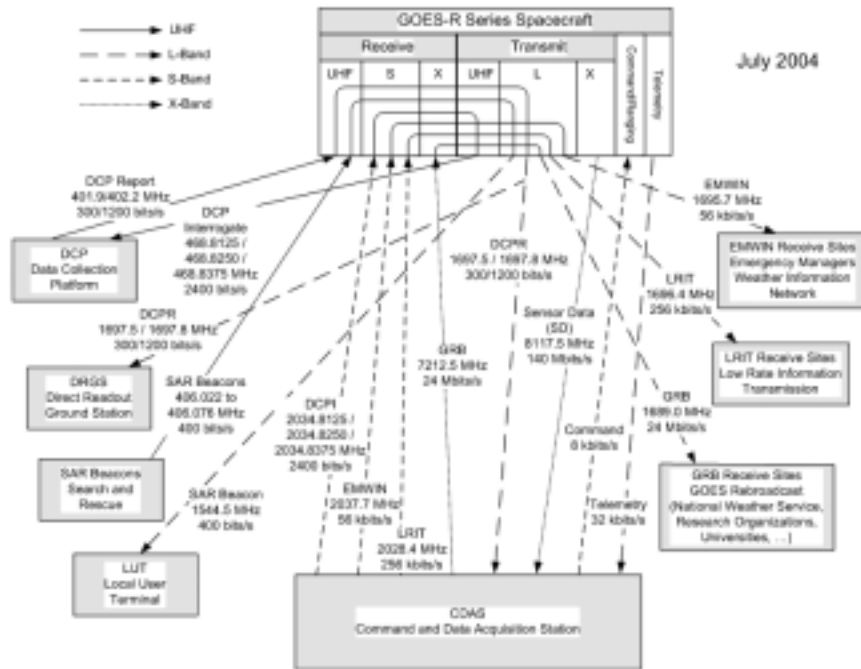 GOES-R Series Spacecraft
Receive
Transmit
UHF
S
X
UHF
L
X
Command/Ranging
Telemetry
UHF
L-Band
S-Band
X-Band
July 2004
DCP Report
401.9/402.2 MHz
300/1200 bits/s
DCP
Interrogate
468.8125 /
468.8250 /
468.8375 MHz
2400 bits/s
DCP
Data Collection
Platform
DCPR
1697.5 / 1697.8 MHz
300/1200 bits/s
DRGS
Direct Readout
Ground Station
SAR Beacons
406.022 to
406.076 MHz
400 bits/s
SAR Beacons
Search and
Rescue
SAR Beacon
1544.5 MHz
400 bits/s
LUT
Local User
Terminal
DCPI
2034.8125 /
2034.8250 /
2034.8375 MHz
2400 bits/s
EMWIN
2037.7 MHz
56 kbits/s
LRIT
2028.4 MHz
256 kbits/s
GRB
7212.5 MHz
24 Mbits/s
DCPR
1697.5 / 1697.8 MHz
300/1200 bits/s
Sensor Data
(SD)
8117.5 MHz
140 Mbits/s
Command
8 kbits/s
Telemetry
32 kbits/s
EMWIN
1695.7 MHz
56 kbits/s
EMWIN Receive Sites
Emergency Managers
Weather Information
Network
LRIT
1696.4 MHz
256 kbits/s
LRIT Receive Sites
Low Rate Information
Transmission
GRB
1689.0 MHz
24 Mbits/s
GRB Receive Sites
GOES Rebroadcast
(National Weather Service,
Research Organizations,
Universities, ...)
CDAS
Command and Data Acquisition Station